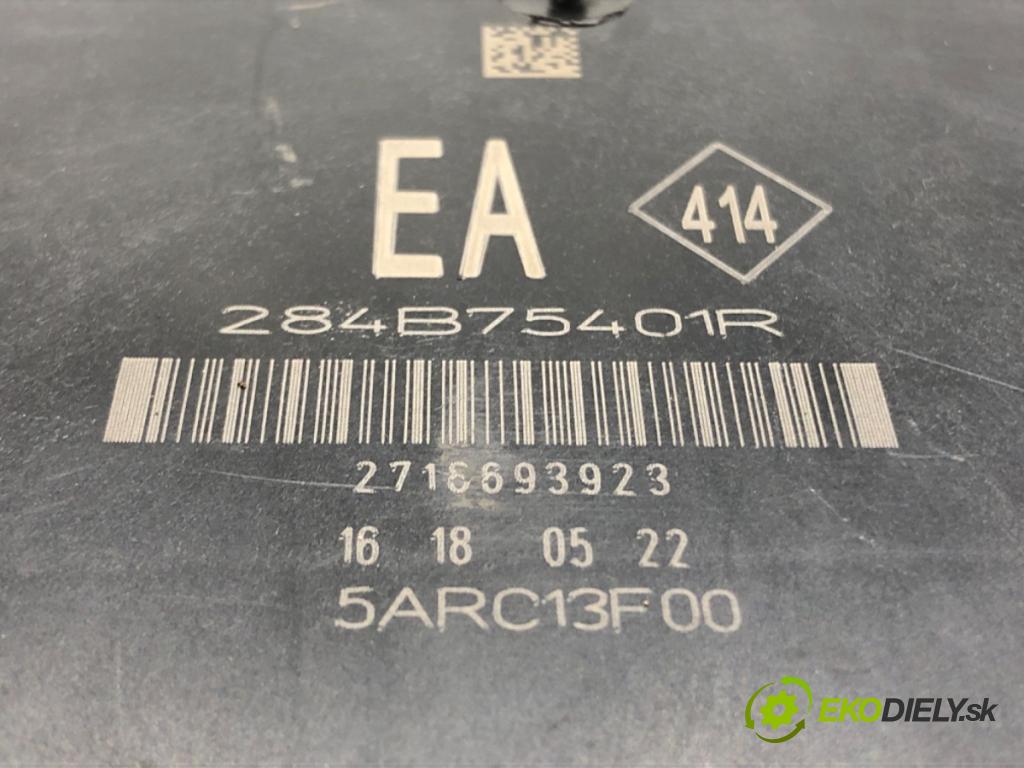 EA 414
284B75401R
2716693923
16 18 05 22
5ARC13F00
EKODIELY.sk